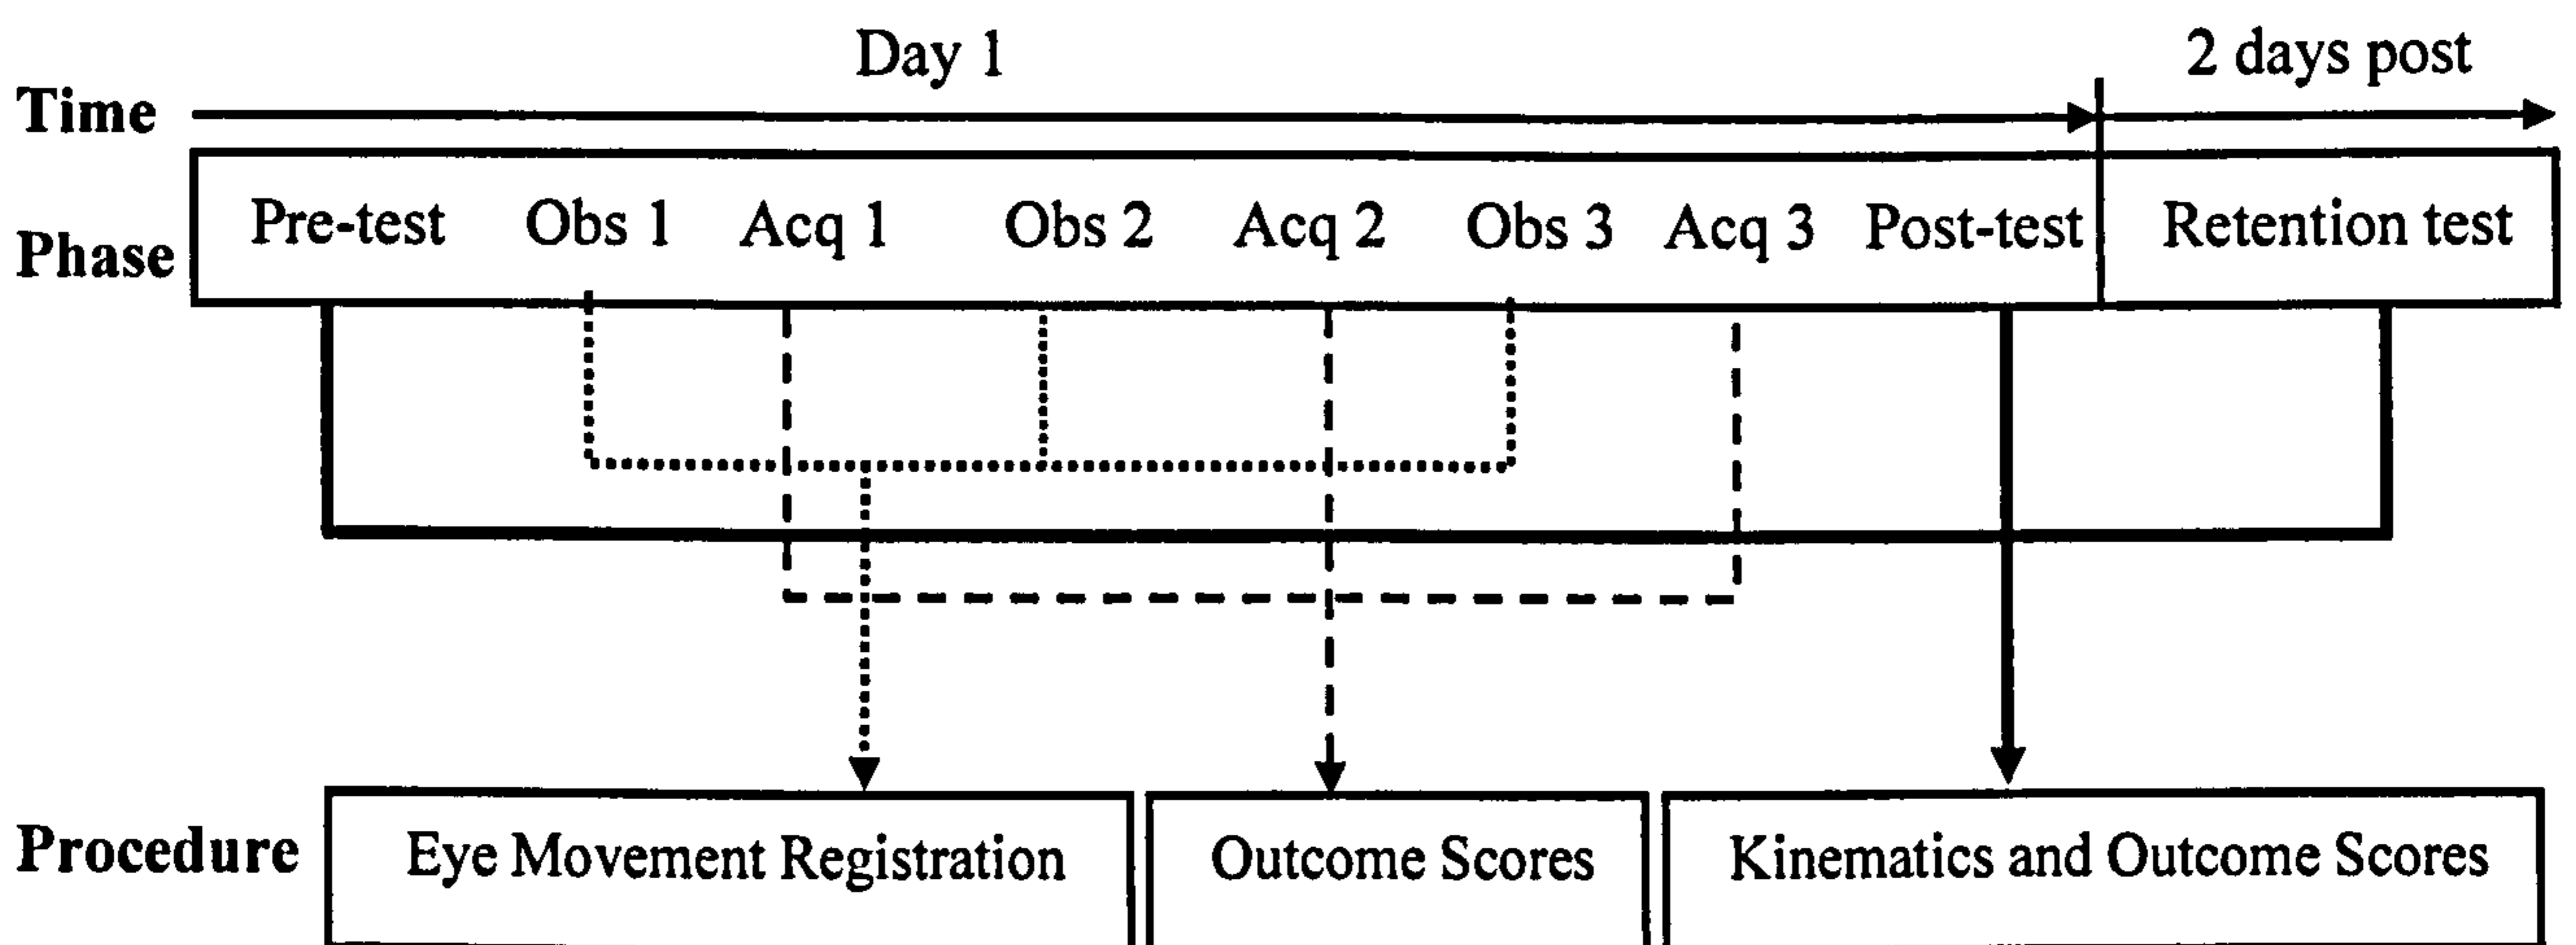 Day 1 2 days post
Time
Phase Pre-test Obs 1 Acq 1 Obs 2 Acq 2 Obs 3 Acq 3 Post-test Retention test
Procedure Eye Movement Registration Outcome Scores Kinematics and Outcome Scores